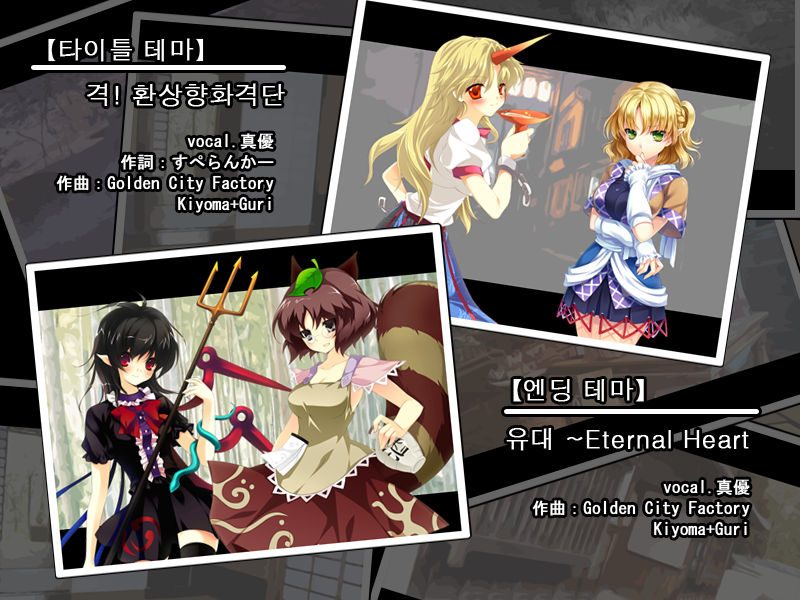 【타이틀 테마】
격! 환상향화격단
vocal.真優
作詞：すぺらんかー
作曲：Golden City Factory
Kiyoma+Guri
【엔딩 테마】
유대 ~Eternal Heart
vocal.真優
作曲：Golden City Factory
Kiyoma+Guri